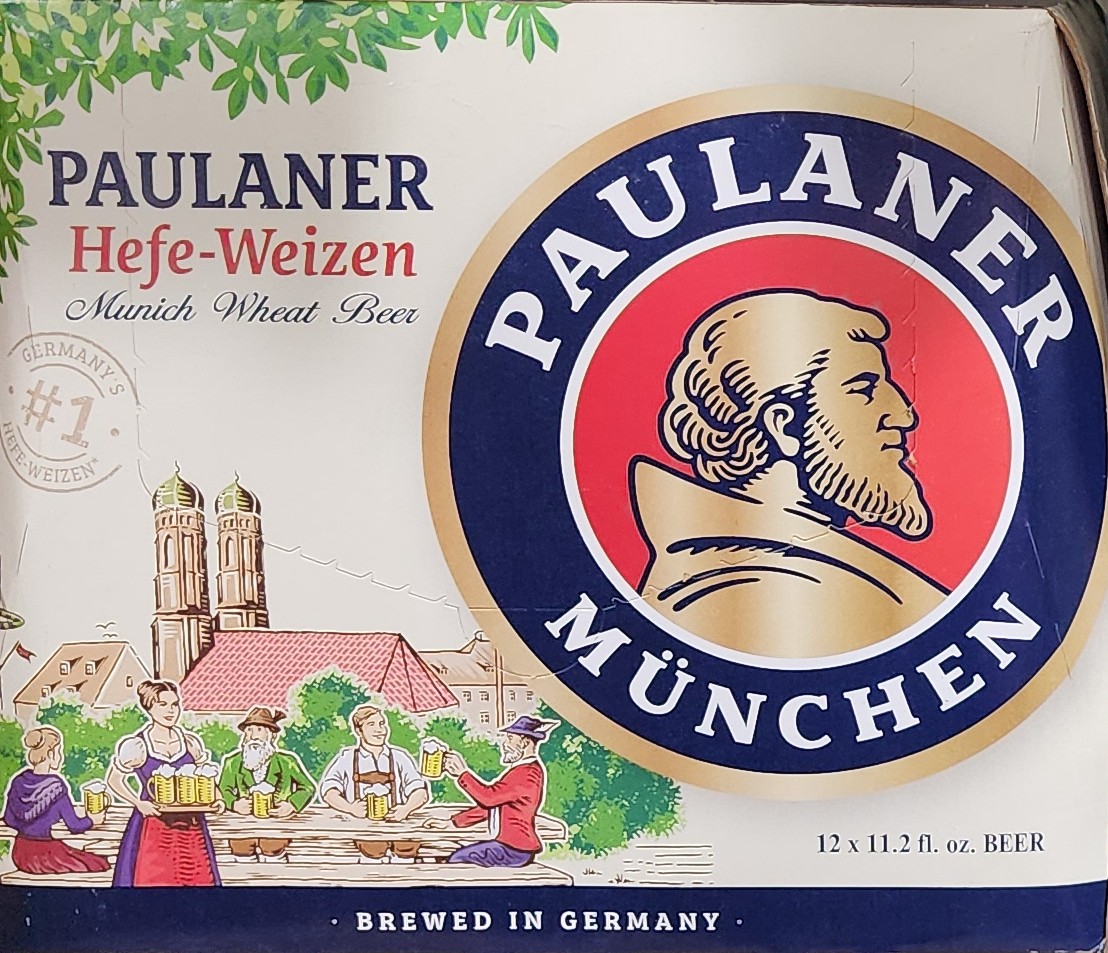 PAULANER
Hefe-Weizen
Munich Wheat Beer
GERMANY'S
#1
HEFE-WEIZEN*
PAULANER
MÜNCHEN
12 x 11.2 fl. oz. BEER
· BREWED IN GERMANY ·